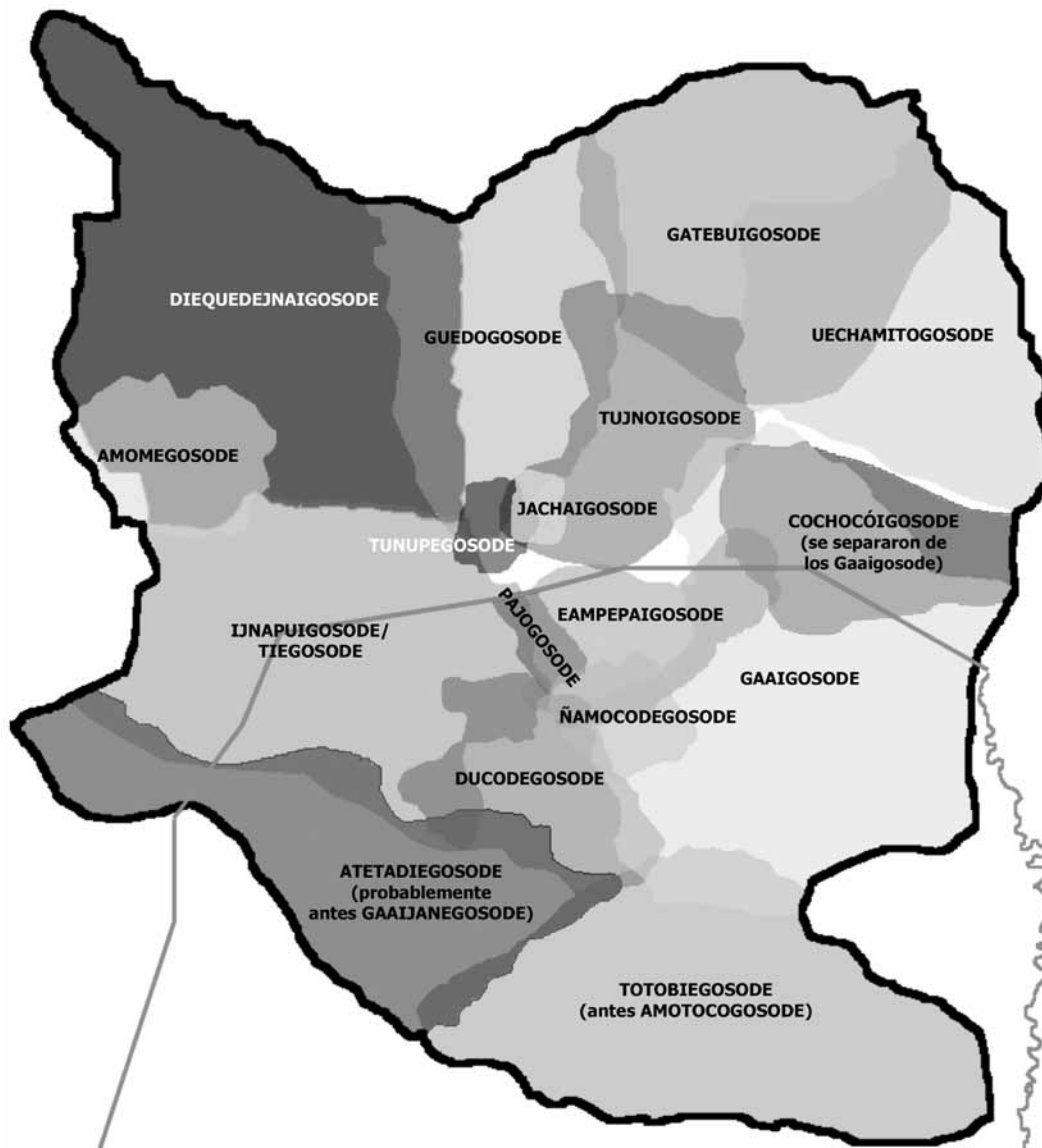 GATEBUIGOSODE
DIEQUEDEJNAIGOSODE
GUEDOGOSODE
UECHAMITOGOSODE
TUJNOIGOSODE
AMOMEGOSODE
JACHAIGOSODE
COCHOCÓIGOSODE
(se separaron de
los Gaaigosode)
TUNUPEGOSODE
PAJOGOSODE
EAMPEPAIGOSODE
IJNAPUIGOSODE/
TIEGOSODE
GAAIGOSODE
ÑAMOCODEGOSODE
DUCODEGOSODE
ATETADIEGOSODE
(probablemente
antes GAAIJANEGOSODE)
TOTOBIEGOSODE
(antes AMOTOCOGOSODE)